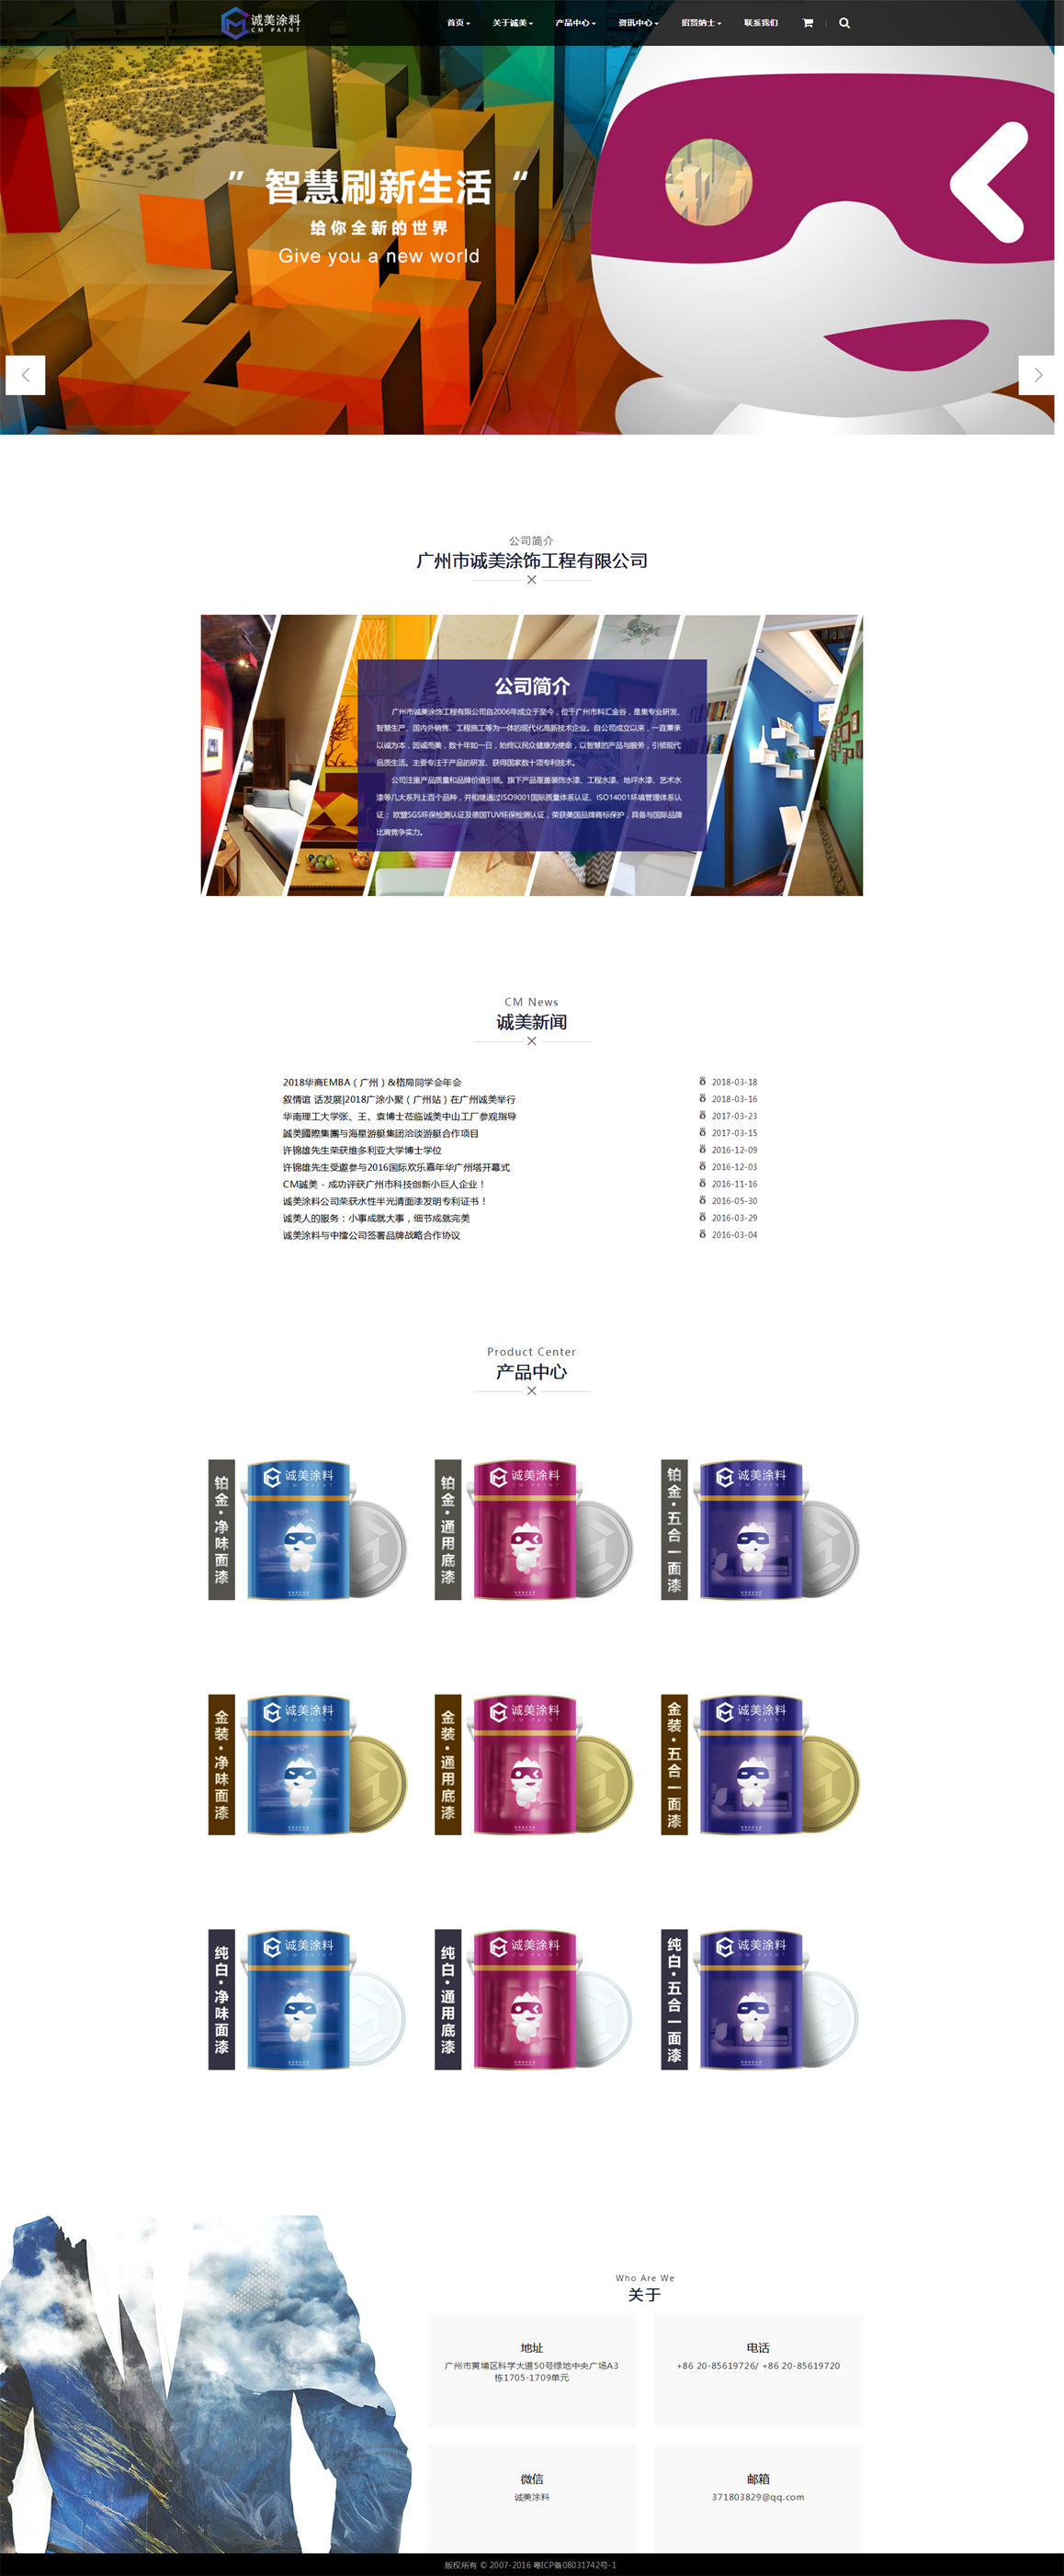 诚美涂料
CM PAINT
首页 关于诚美 产品中心 资讯中心 招贤纳士 联系我们
” 智慧刷新生活 “
给你全新的世界
Give you a new world
公司简介
广州市诚美涂饰工程有限公司
公司简介
广州市诚美涂饰工程有限公司自2006年成立于至今，位于广州市科汇金谷，是集专业研发、
智慧生产、国内外销售、工程施工等为一体的现代化高新技术企业。自公司成立以来，一直秉承
以诚为本，因诚而美，数十年如一日，始终以民众健康为使命，以智慧的产品与服务，引领现代
品质生活。主要专注于产品的研发、获得国家数十项专利技术。
公司注重产品质量和品牌价值引领。旗下产品覆盖装饰水漆、工程水漆、地坪水漆、艺术水
漆等几大系列上百个品种，并相继通过ISO9001国际质量体系认证、ISO14001环境管理体系认
证； 欧盟SGS环保检测认证及德国TUV环保检测认证，荣获美国品牌商标保护，具备与国际品牌
比肩竞争实力。
CM News
诚美新闻
2018华商EMBA（广州）&格局同学会年会 2018-03-18
叙情谊 话发展|2018广涂小聚（广州站）在广州诚美举行 2018-03-16
华南理工大学张、王、袁博士莅临诚美中山工厂参观指导 2017-03-23
誠美國際集團与海星游艇集团洽谈游艇合作项目 2017-03-15
许锦雄先生荣获维多利亚大学博士学位 2016-12-09
许锦雄先生受邀参与2016国际欢乐嘉年华广州塔开幕式 2016-12-03
CM誠美 - 成功评获广州市科技创新小巨人企业！ 2016-11-16
诚美涂料公司荣获水性半光清面漆发明专利证书！ 2016-05-30
诚美人的服务：小事成就大事，细节成就完美 2016-03-29
诚美涂料与中擂公司签署品牌战略合作协议 2016-03-04
Product Center
产品中心
铂金·净味面漆
诚美涂料
CM PAINT
铂金·通用底漆
诚美涂料
CM PAINT
铂金·五合一面漆
诚美涂料
CM PAINT
金装·净味面漆
诚美涂料
CM PAINT
金装·通用底漆
诚美涂料
CM PAINT
金装·五合一面漆
诚美涂料
CM PAINT
纯白·净味面漆
诚美涂料
CM PAINT
纯白·通用底漆
诚美涂料
CM PAINT
纯白·五合一面漆
诚美涂料
CM PAINT
Who Are We
关于
地址
广州市黄埔区科学大道50号绿地中央广场A3
栋1705-1709单元
电话
+86 20-85619726/ +86 20-85619720
微信
诚美涂料
邮箱
371803829@qq.com
版权所有 © 2007-2016 粤ICP备08031742号-1